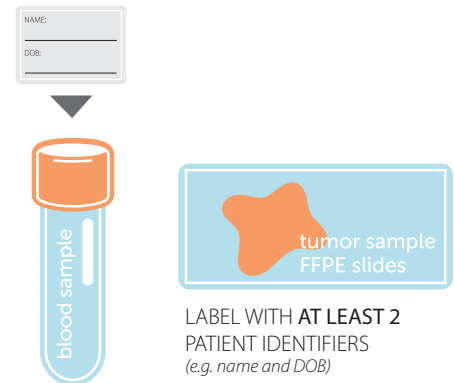 NAME:
DOB:
blood sample
tumor sample
FFPE slides
LABEL WITH AT LEAST 2
PATIENT IDENTIFIERS
(e.g. name and DOB)